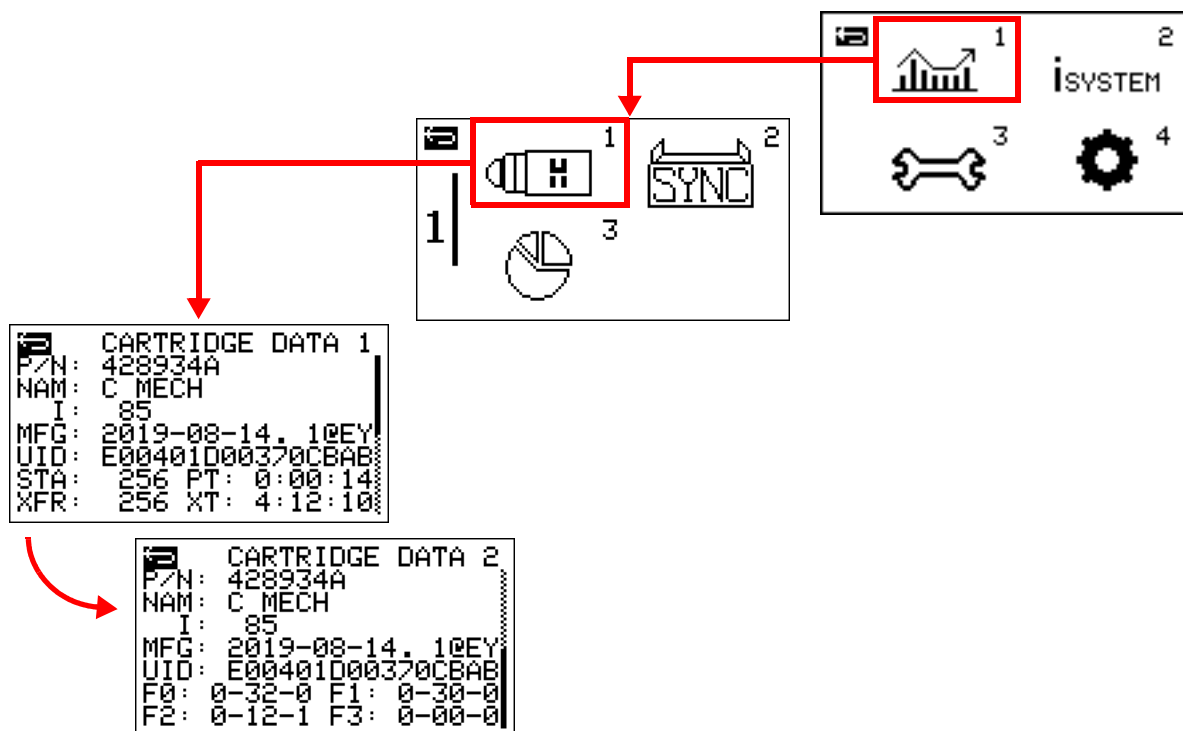 1
2
iSYSTEM
3
4
1
2
SYNC
1
3
CARTRIDGE DATA 1
P/N: 428934A
NAM: C MECH
I: 85
MFG: 2019-08-14. 1@EY
UID: E00401D00370CBAB
STA: 256 PT: 0:00:14
XFR: 256 XT: 4:12:10
CARTRIDGE DATA 2
P/N: 428934A
NAM: C MECH
I: 85
MFG: 2019-08-14. 1@EY
UID: E00401D00370CBAB
F0: 0-32-0 F1: 0-30-0
F2: 0-12-1 F3: 0-00-0